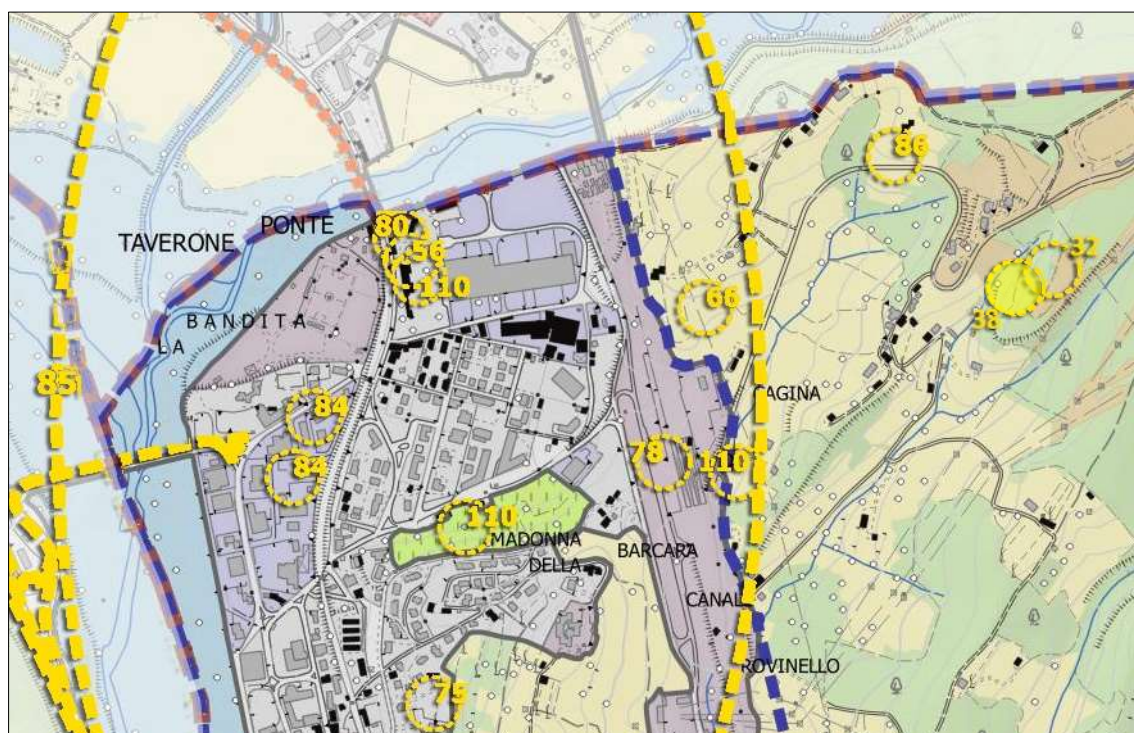 86
80
PONTE
TAVERONE
56
32
110
66
38
BANDITA
LA
85
CAGINA
84
78
110
84
110
MADONNA
BARCARA
DELLA
CANAL
ROVINELLO
75